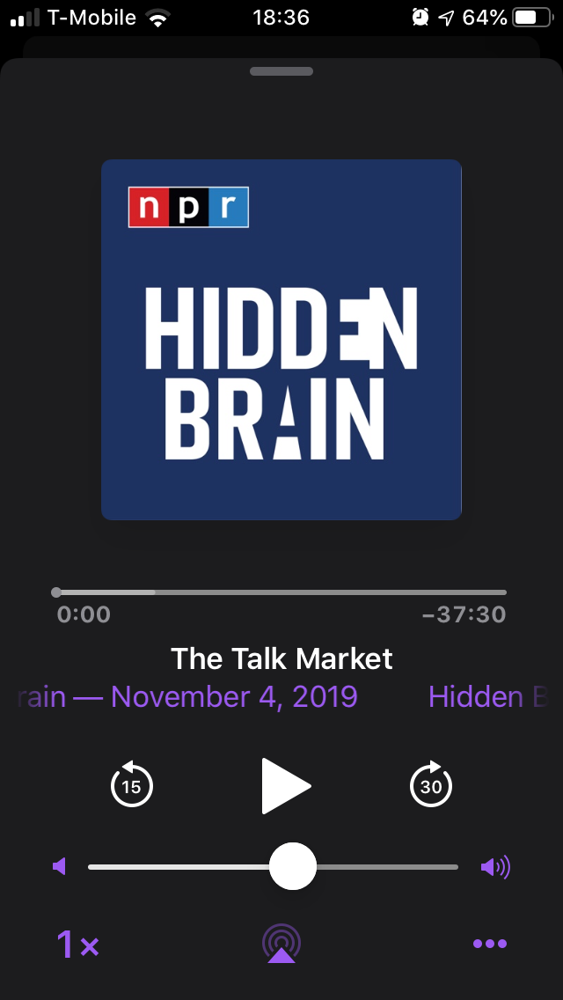 T-Mobile 18:36 64%
npr
HIDDEN
BRAIN
0:00 −37:30
The Talk Market
rain — November 4, 2019 Hidden B
15 30
1×